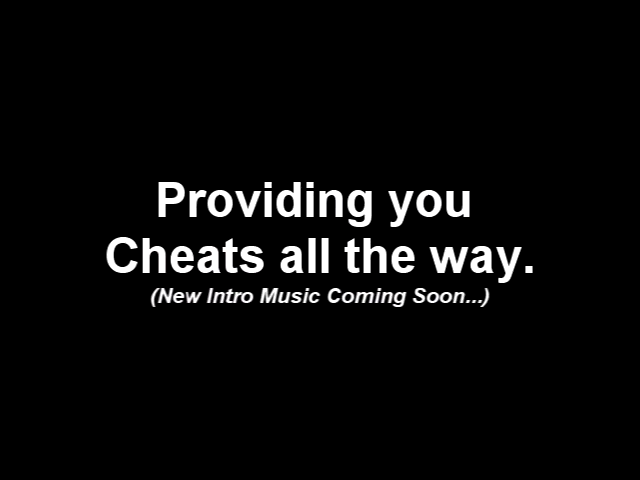 Providing you
Cheats all the way.
(New Intro Music Coming Soon...)